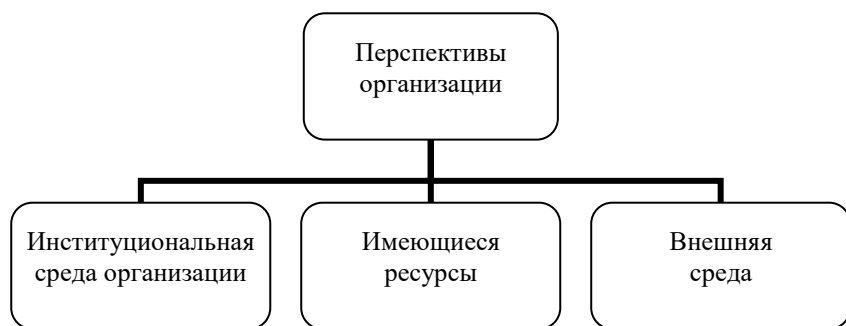 Перспективы
организации
Институциональная
среда организации
Имеющиеся
ресурсы
Внешняя
среда